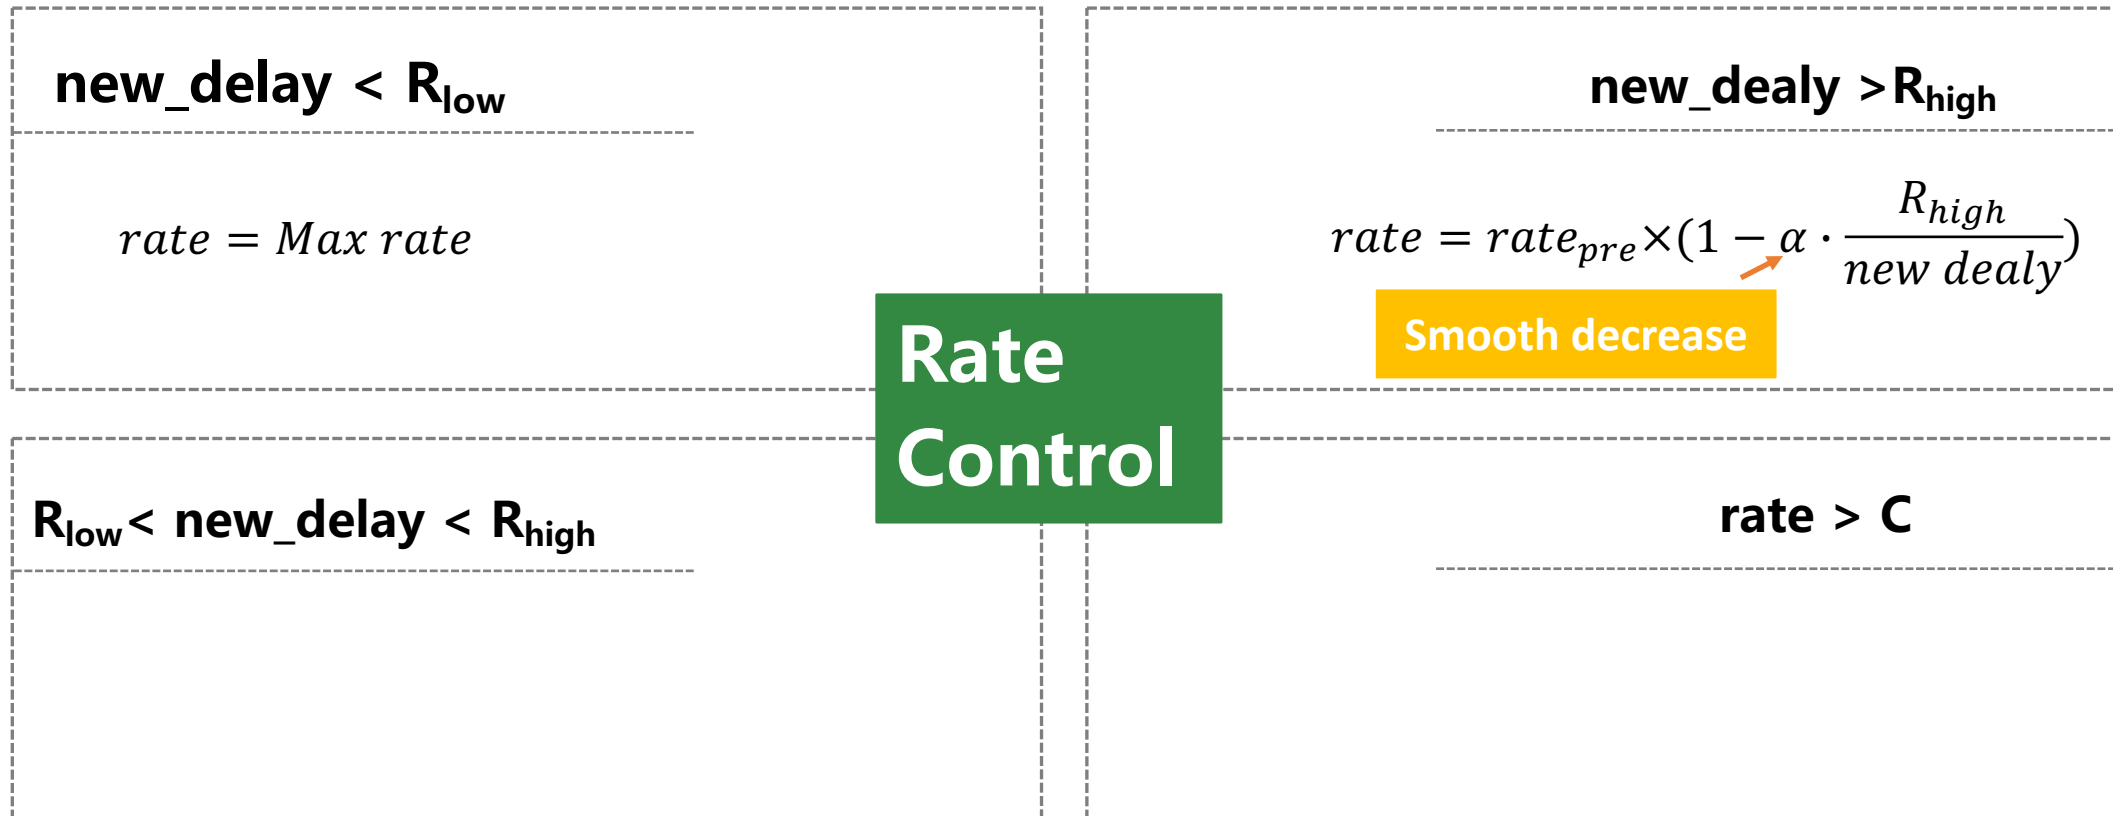 new_delay < Rlow
rate = Max rate
new_dealy >Rhigh
rate = ratepre×(1 − α · Rhigh/new dealy)
Smooth decrease
Rate
Control
Rlow< new_delay < Rhigh
rate > C